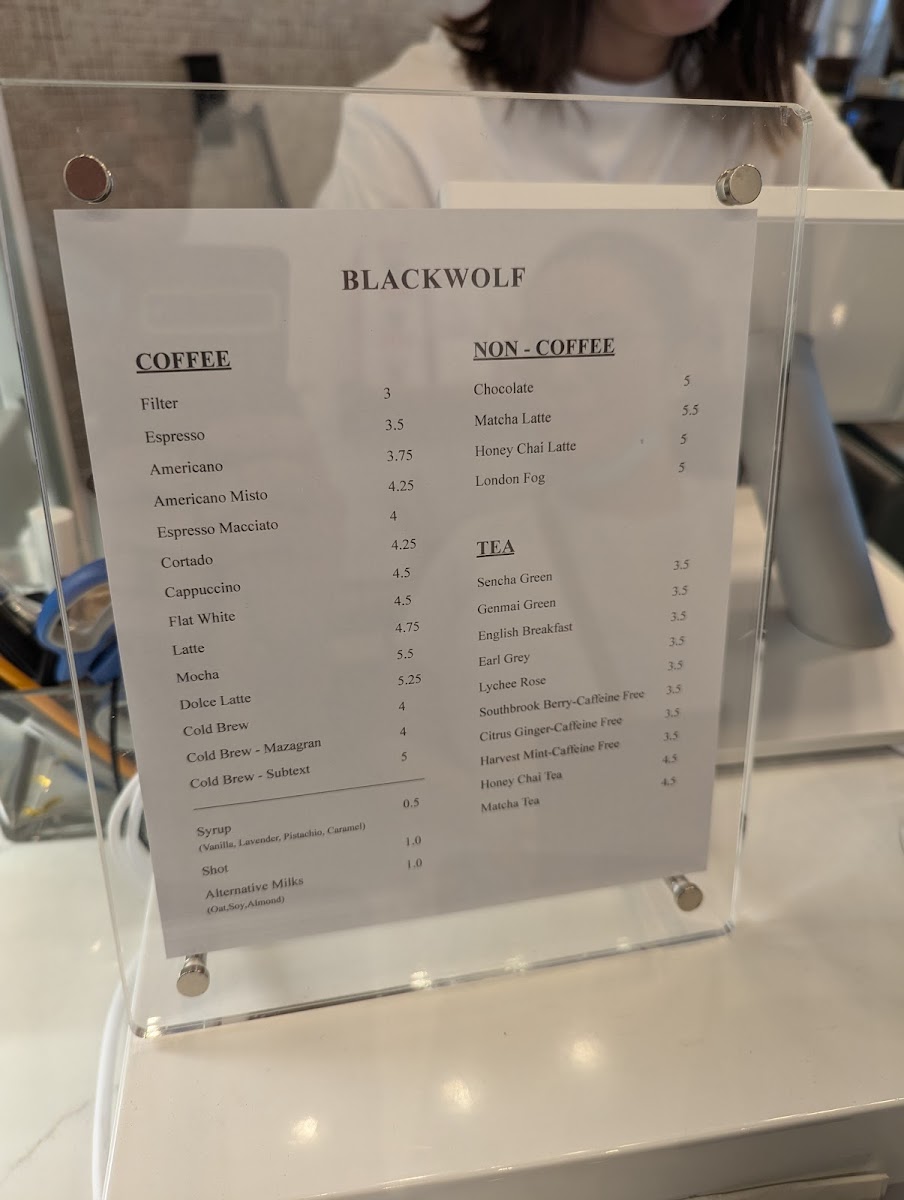 BLACKWOLF
COFFEE
Filter 3
Espresso 3.5
Americano 3.75
Americano Misto 4.25
Espresso Macciato 4
Cortado 4.25
Cappuccino 4.5
Flat White 4.5
Latte 4.75
Mocha 5.5
Dolce Latte 5.25
Cold Brew 4
Cold Brew - Mazagran 4
Cold Brew - Subtext 5
Syrup 0.5
(Vanilla, Lavender, Pistachio, Caramel)
Shot 1.0
Alternative Milks 1.0
(Oat,Soy,Almond)
NON - COFFEE
Chocolate 5
Matcha Latte 5.5
Honey Chai Latte 5
London Fog 5
TEA
Sencha Green 3.5
Genmai Green 3.5
English Breakfast 3.5
Earl Grey 3.5
Lychee Rose 3.5
Southbrook Berry-Caffeine Free 3.5
Citrus Ginger-Caffeine Free 3.5
Harvest Mint-Caffeine Free 3.5
Honey Chai Tea 4.5
Matcha Tea 4.5